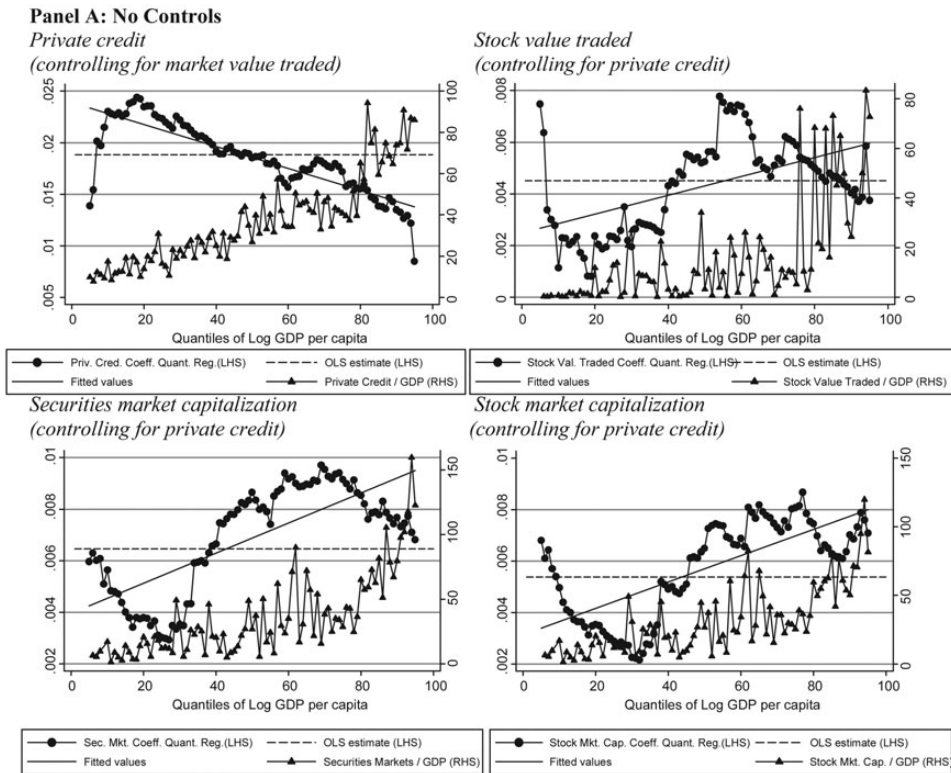 Panel A: No Controls
Private credit
(controlling for market value traded)
.025
.02
.015
.01
.005
100
80
60
40
20
0
0 20 40 60 80 100
Quantiles of Log GDP per capita
Priv. Cred. Coeff. Quant. Reg.(LHS) OLS estimate (LHS)
Fitted values Private Credit / GDP (RHS)
Stock value traded
(controlling for private credit)
.008
.006
.004
.002
0
80
60
40
20
0
0 20 40 60 80 100
Quantiles of Log GDP per capita
Stock Val. Traded Coeff. Quant. Reg.(LHS) OLS estimate (LHS)
Fitted values Stock Value Traded / GDP (RHS)
Securities market capitalization
(controlling for private credit)
.01
.008
.006
.004
.002
150
100
50
0
0 20 40 60 80 100
Quantiles of Log GDP per capita
Sec. Mkt. Coeff. Quant. Reg.(LHS) OLS estimate (LHS)
Fitted values Securities Markets / GDP (RHS)
Stock market capitalization
(controlling for private credit)
.01
.008
.006
.004
.002
150
100
50
0
0 20 40 60 80 100
Quantiles of Log GDP per capita
Stock Mkt. Cap. Coeff. Quant. Reg.(LHS) OLS estimate (LHS)
Fitted values Stock Mkt. Cap. / GDP (RHS)